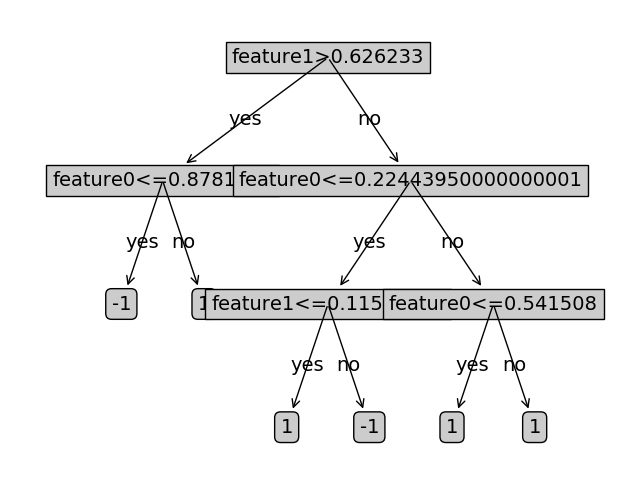 feature1>0.626233
yes no
feature0<=0.8781 feature0<=0.22443950000000001
yes no yes no
-1 1 feature1<=0.115 feature0<=0.541508
yes no yes no
1 -1 1 1